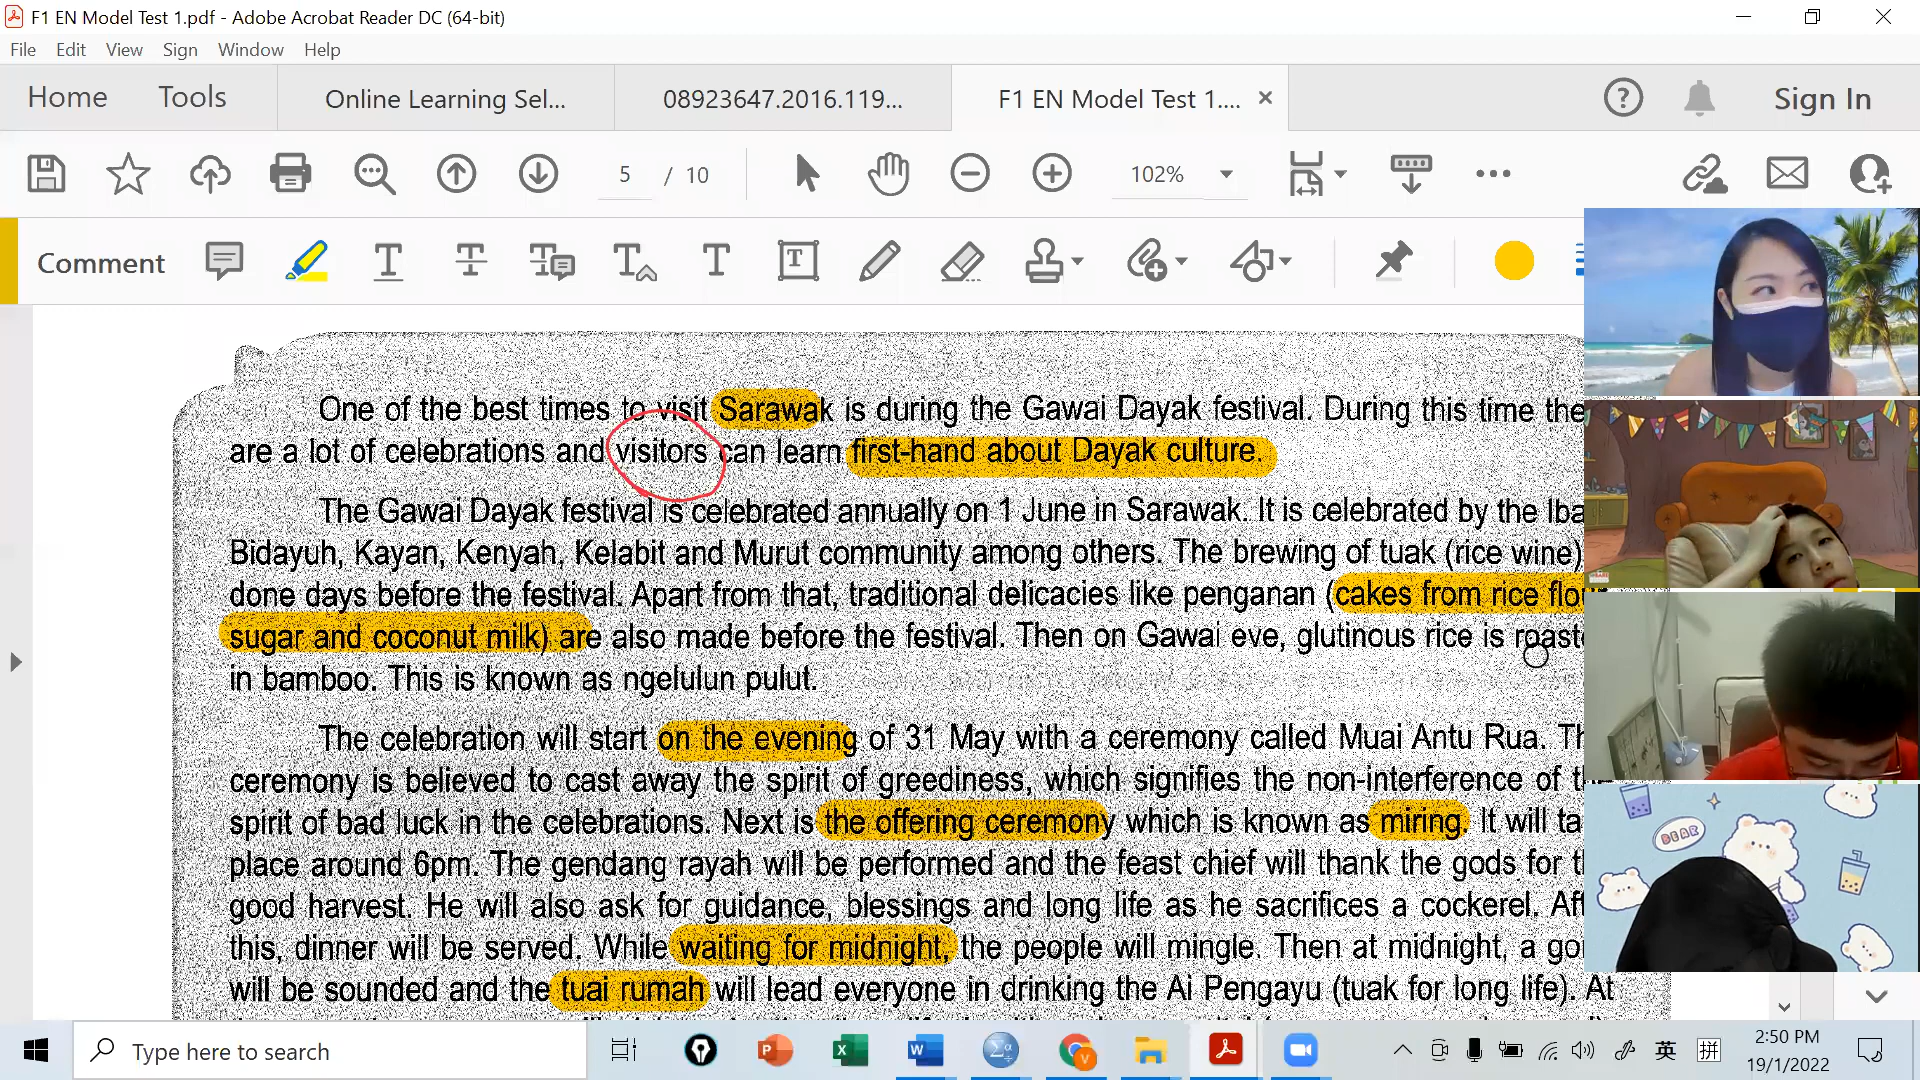 F1 EN Model Test 1.pdf - Adobe Acrobat Reader DC (64-bit)
File Edit View Sign Window Help
Home Tools Online Learning Sel... 08923647.2016.119... F1 EN Model Test 1.... Sign In
5 / 10 102%
Comment
One of the best times to visit Sarawak is during the Gawai Dayak festival. During this time
are a lot of celebrations and visitors can learn first-hand about Dayak culture.
The Gawai Dayak festival is celebrated annually on 1 June in Sarawak. It is celebrated by the
Bidayuh, Kayan, Kenyah, Kelabit and Murut community among others. The brewing of tuak (rice wine)
done days before the festival. Apart from that, traditional delicacies like penganan (cakes from rice
sugar and coconut milk) are also made before the festival. Then on Gawai eve, glutinous rice is
in bamboo. This is known as ngelulun pulut.
The celebration will start on the evening of 31 May with a ceremony called Muai Antu Rua.
ceremony is believed to cast away the spirit of greediness, which signifies the non-interference of
spirit of bad luck in the celebrations. Next is the offering ceremony which is known as miring. It will
place around 6pm. The gendang rayah will be performed and the feast chief will thank the gods for
good harvest. He will also ask for guidance, blessings and long life as he sacrifices a cockerel.
this, dinner will be served. While waiting for midnight, the people will mingle. Then at midnight, a
will be sounded and the tuai rumah will lead everyone in drinking the Ai Pengayu (tuak for long life). At
BEAR
Type here to search
英 拼
2:50 PM
19/1/2022